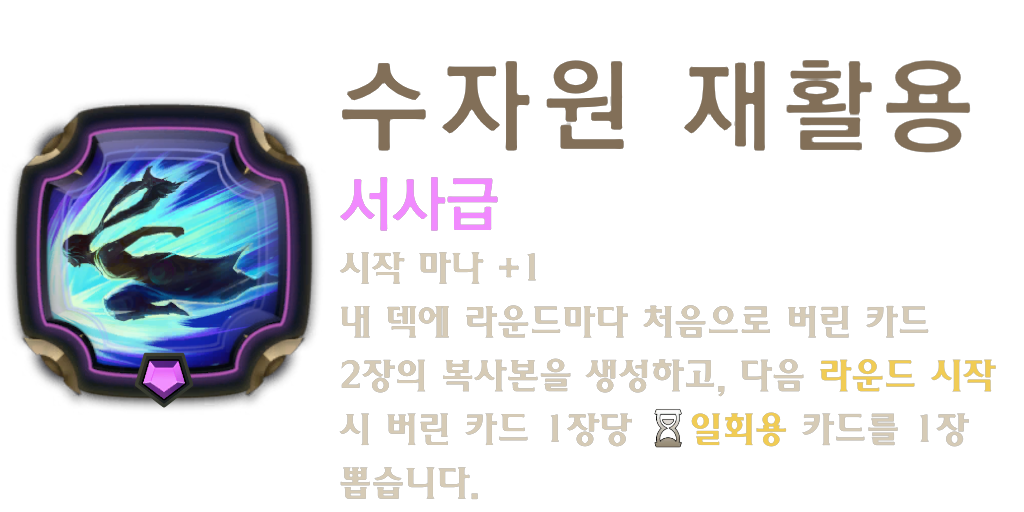 수자원 재활용
서사급
시작 마나 +1
내 덱에 라운드마다 처음으로 버린 카드
2장의 복사본을 생성하고, 다음 라운드 시작
시 버린 카드 1장당 일회용 카드를 1장
뽑습니다.